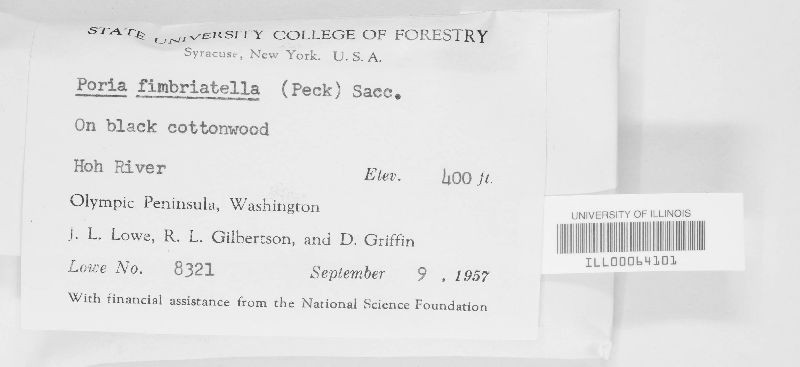 STATE UNIVERSITY COLLEGE OF FORESTRY
Syracuse, New York. U. S. A.
Poria fimbriatella (Peck) Sacc.
On black cottonwood
Hoh River Elev. 400 ft.
Olympic Peninsula, Washington
J. L. Lowe, R. L. Gilbertson, and D. Griffin
Lowe No. 8321 September 9 , 1957
With financial assistance from the National Science Foundation
UNIVERSITY OF ILLINOIS
ILL00064101